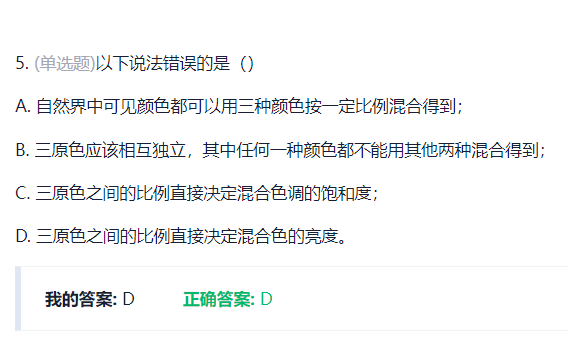 5. (单选题)以下说法错误的是（）
A. 自然界中可见颜色都可以用三种颜色按一定比例混合得到；
B. 三原色应该相互独立，其中任何一种颜色都不能用其他两种混合得到；
C. 三原色之间的比例直接决定混合色调的饱和度；
D. 三原色之间的比例直接决定混合色的亮度。
我的答案: D 正确答案: D